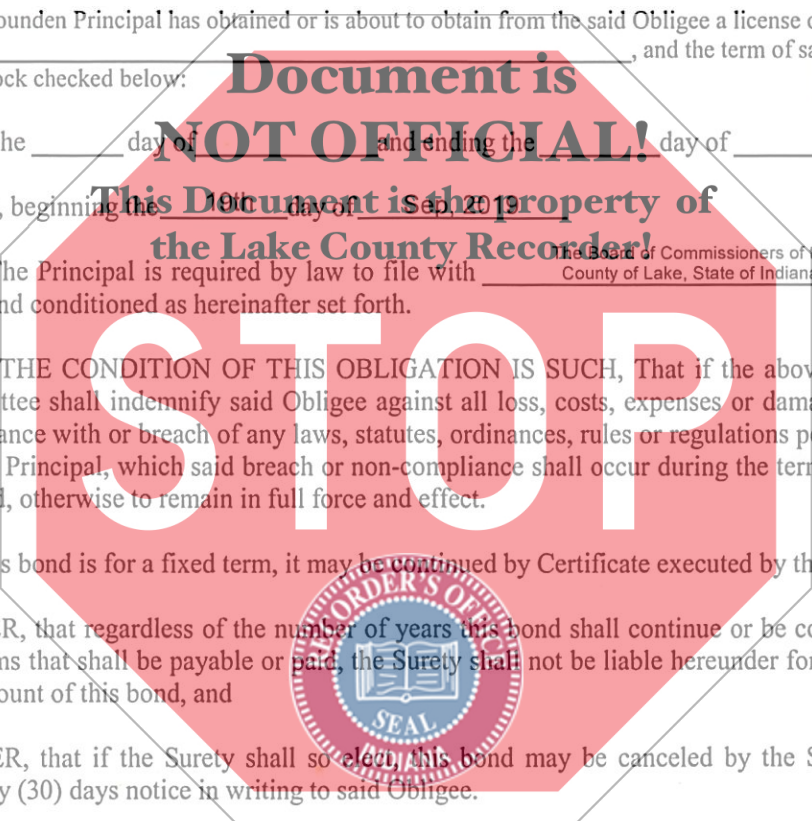 ounden Principal has obtained or is about to obtain from the said Obligee a license
, and the term of
ock checked below:
Document is
he ______ day of ____________ and ending the ________ day of ______
NOT OFFICIAL!
, beginning the 19th day of Sep, 2019
This Document is the property of
the Lake County Recorder!
The Board of Commissioners of
he Principal is required by law to file with County of Lake, State of Indiana
nd conditioned as hereinafter set forth.
STOP
THE CONDITION OF THIS OBLIGATION IS SUCH, That if the abov
ttee shall indemnify said Obligee against all loss, costs, expenses or dama
ance with or breach of any laws, statutes, ordinances, rules or regulations p
Principal, which said breach or non-compliance shall occur during the ter
, otherwise to remain in full force and effect.
s bond is for a fixed term, it may be continued by Certificate executed by th
RECORDER'S OFFICE
ER, that regardless of the number of years this bond shall continue or be co
ms that shall be payable or paid, the Surety shall not be liable hereunder for
ount of this bond, and
SEAL
INDIANA
ER, that if the Surety shall so elect, this bond may be canceled by the S
y (30) days notice in writing to said Obligee.